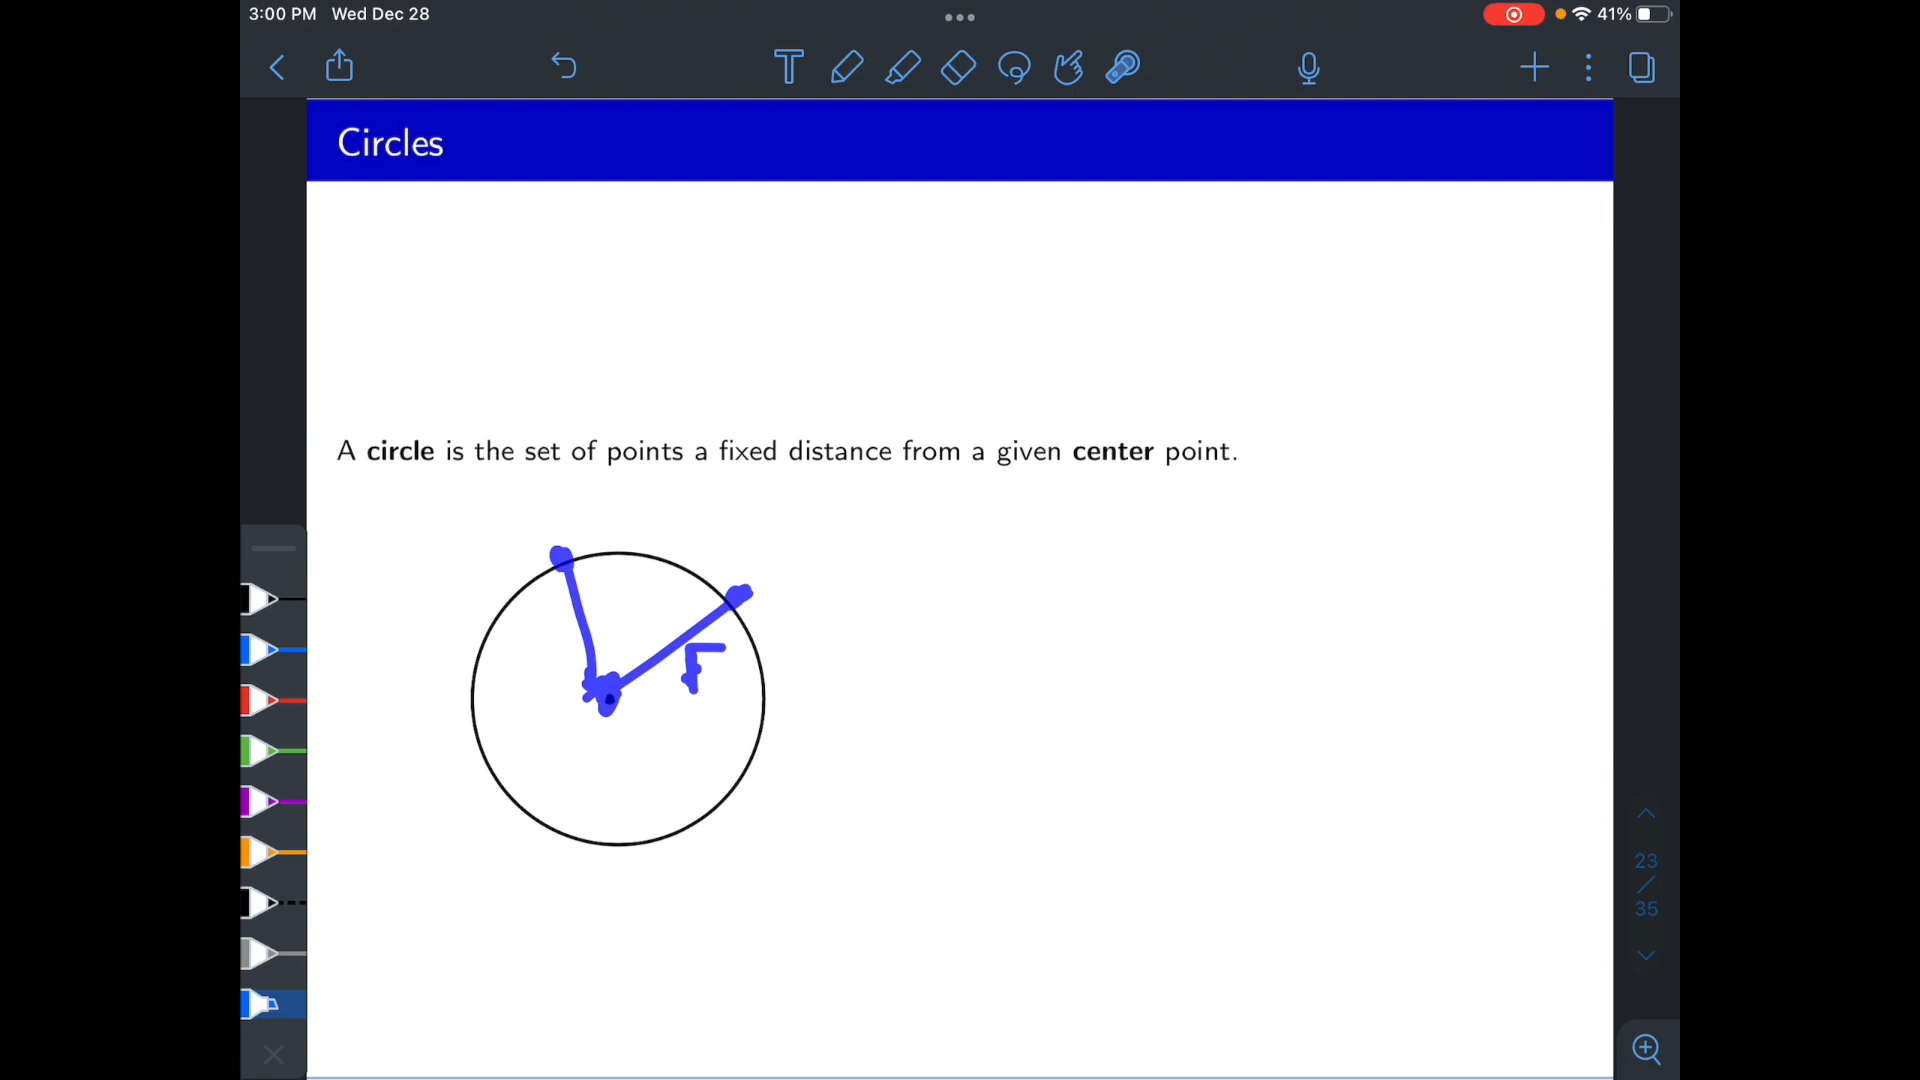 3:00 PM Wed Dec 28
41%
Circles
A circle is the set of points a fixed distance from a given center point.
r
23
35